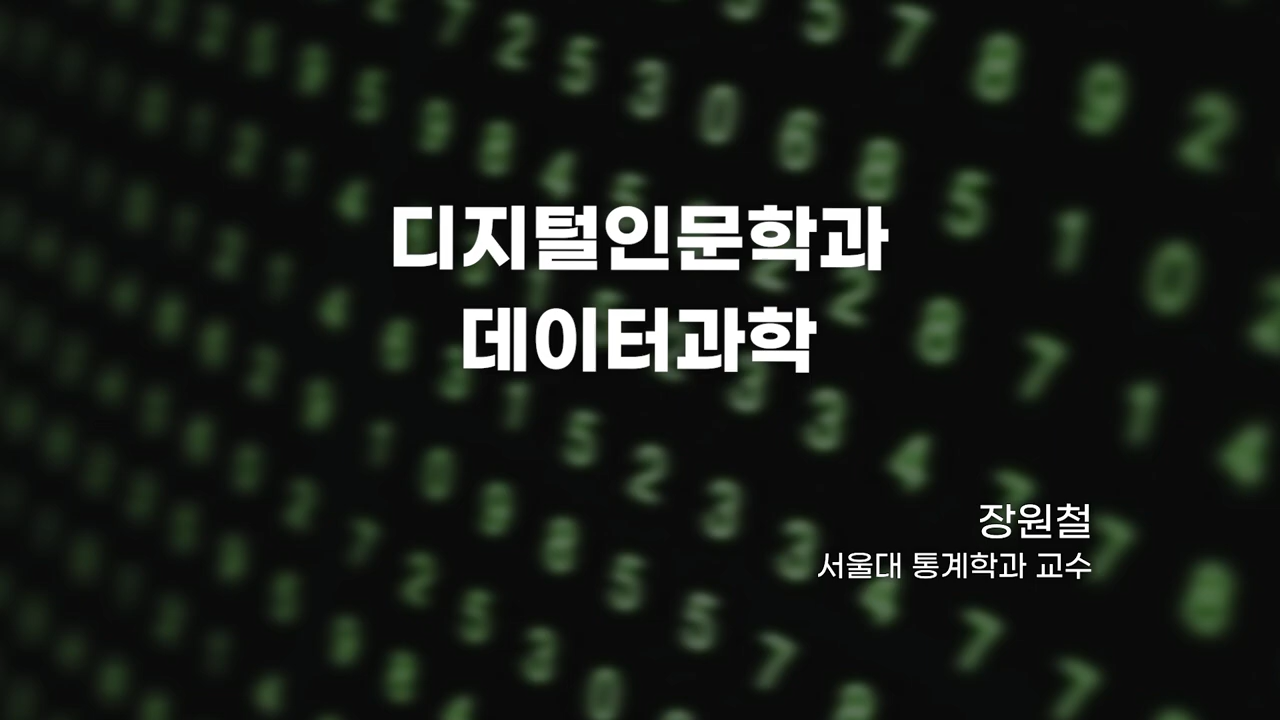 디지털인문학과
데이터과학
장원철
서울대 통계학과 교수